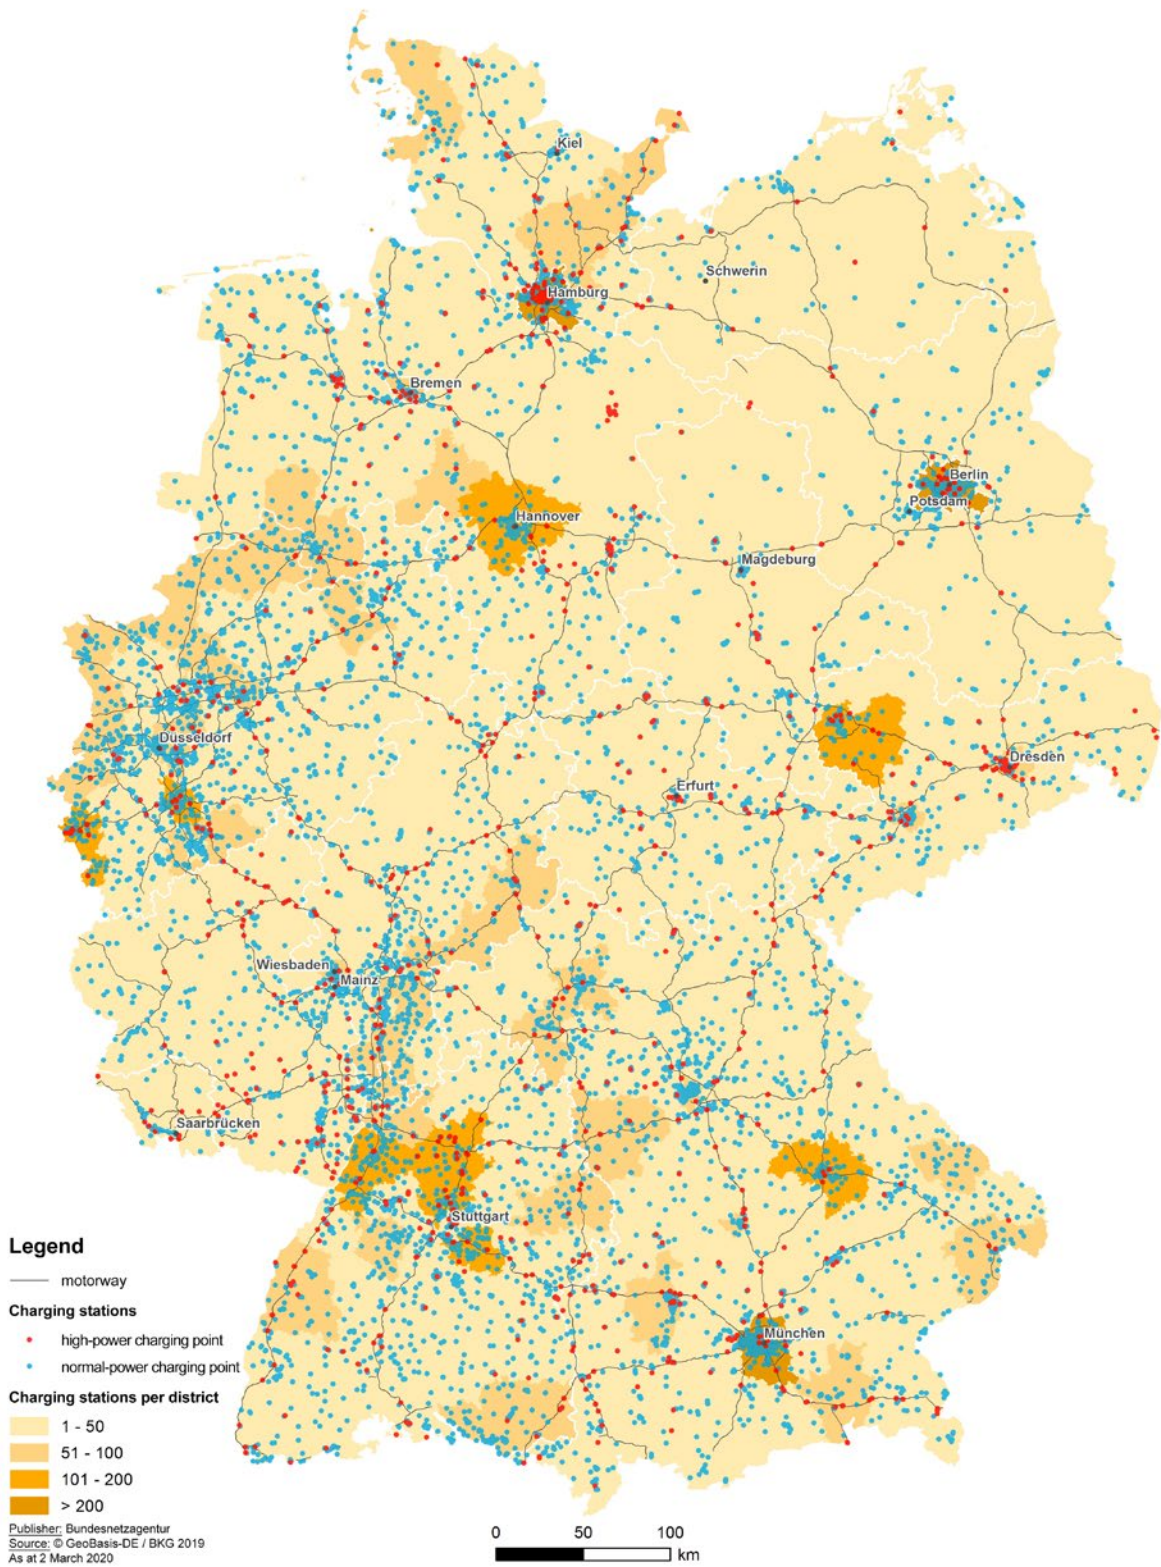 Kiel
Schwerin
Hamburg
Bremen
Berlin
Potsdam
Hannover
Magdeburg
Düsseldorf
Dresden
Erfurt
Wiesbaden
Mainz
Saarbrücken
Stuttgart
München
Legend
motorway
Charging stations
high-power charging point
normal-power charging point
Charging stations per district
1 - 50
51 - 100
101 - 200
> 200
Publisher: Bundesnetzagentur
Source: © GeoBasis-DE / BKG 2019
As at 2 March 2020
0 50 100
km